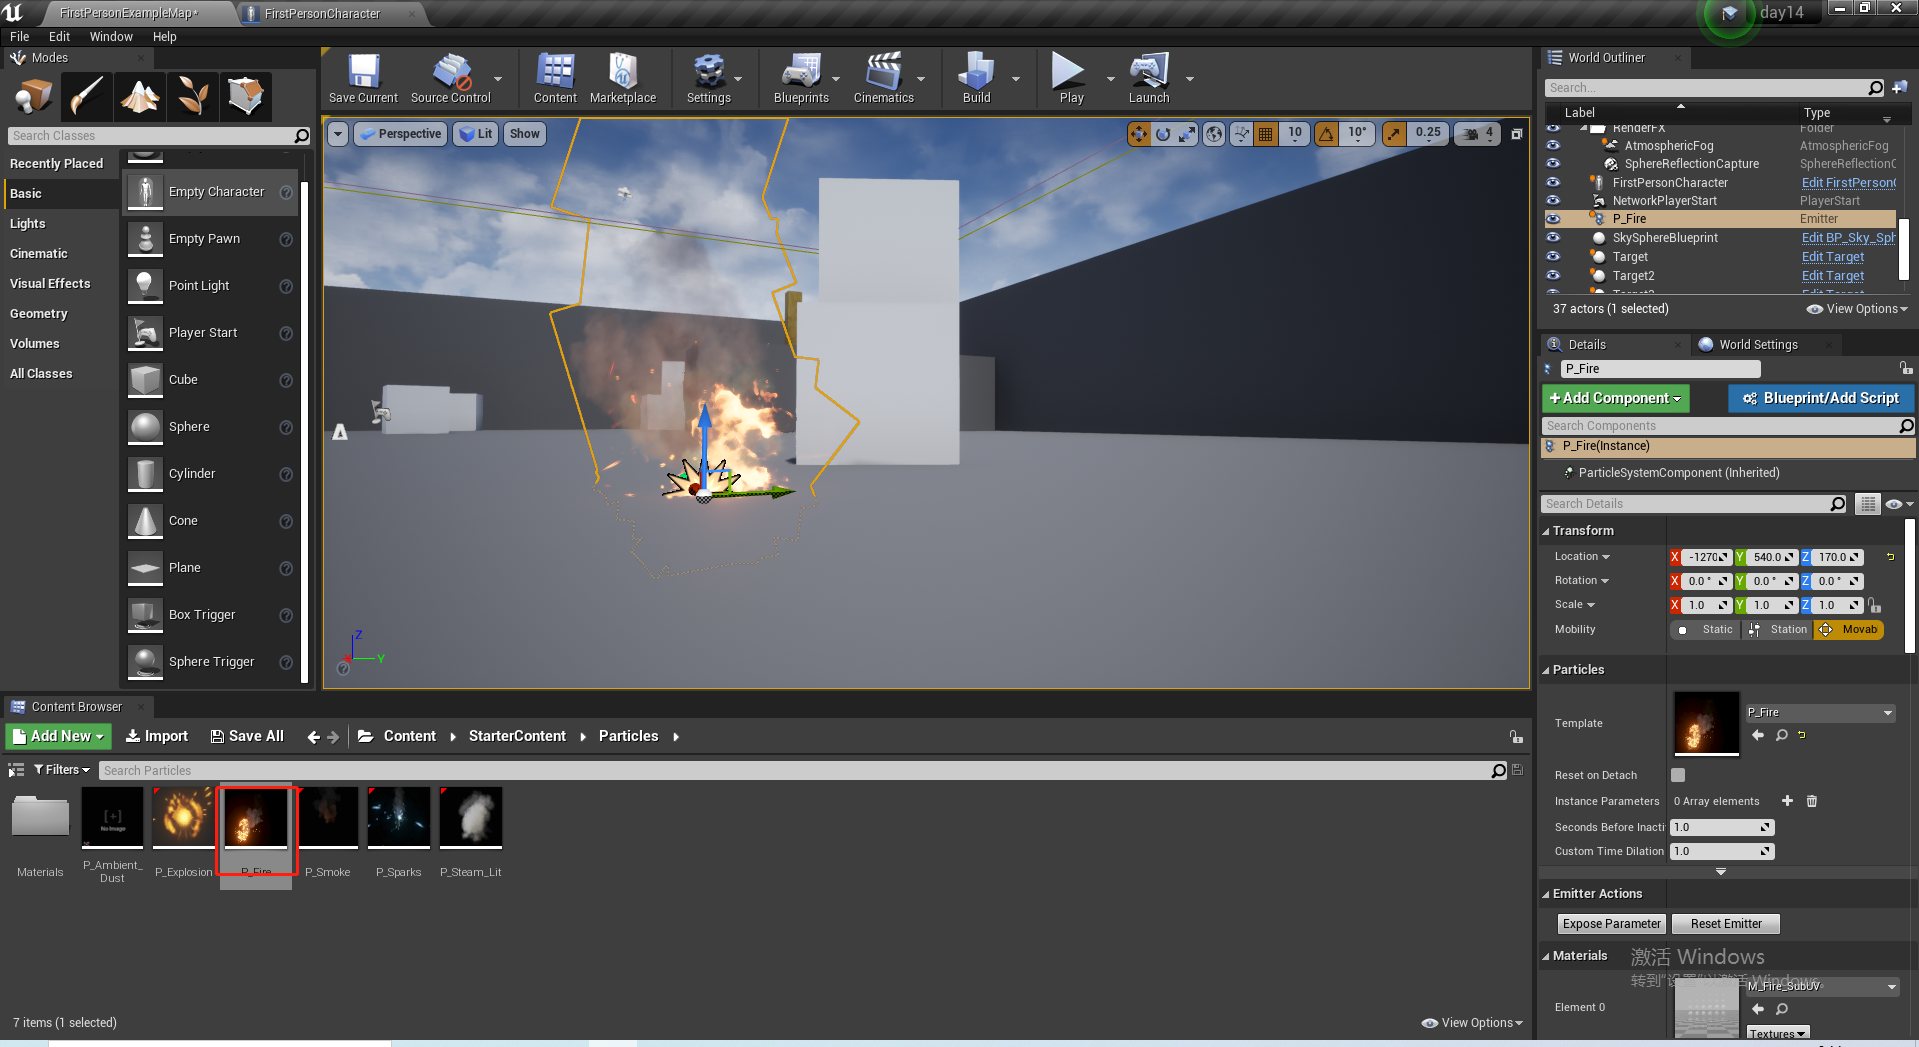 FirstPersonExampleMap*
FirstPersonCharacter
day14
File Edit Window Help
Modes
Search Classes
Recently Placed
Basic
Lights
Cinematic
Visual Effects
Geometry
Volumes
All Classes
Empty Character
Empty Pawn
Point Light
Player Start
Cube
Sphere
Cylinder
Cone
Plane
Box Trigger
Sphere Trigger
Save Current Source Control Content Marketplace Settings Blueprints Cinematics Build Play Launch
Perspective Lit Show
10 10° 0.25 4
Z
Y
World Outliner
Search...
Label Type
RenderFX Folder
AtmosphericFog AtmosphericFog
SphereReflectionCapture SphereReflectionC
FirstPersonCharacter Edit FirstPersonC
NetworkPlayerStart PlayerStart
P_Fire Emitter
SkySphereBlueprint Edit BP_Sky_Sph
Target Edit Target
Target2 Edit Target
37 actors (1 selected) View Options
Details World Settings
P_Fire
+Add Component Blueprint/Add Script
Search Components
P_Fire(Instance)
ParticleSystemComponent (Inherited)
Search Details
Transform
Location X -1270 Y 540.0 Z 170.0
Rotation X 0.0 ° Y 0.0 ° Z 0.0 °
Scale X 1.0 Y 1.0 Z 1.0
Mobility Static Station Movab
Particles
Template P_Fire
Reset on Detach
Instance Parameters 0 Array elements
Seconds Before Inacti 1.0
Custom Time Dilation 1.0
Emitter Actions
Expose Parameter Reset Emitter
Materials
激活 Windows
转到"设置"以激活 Windows。
Element 0 M_Fire_SubUV
Textures
Content Browser
Add New Import Save All Content StarterContent Particles
Filters Search Particles
No Image
Materials P_Ambient_
Dust P_Explosion P_Fire P_Smoke P_Sparks P_Steam_Lit
7 items (1 selected) View Options